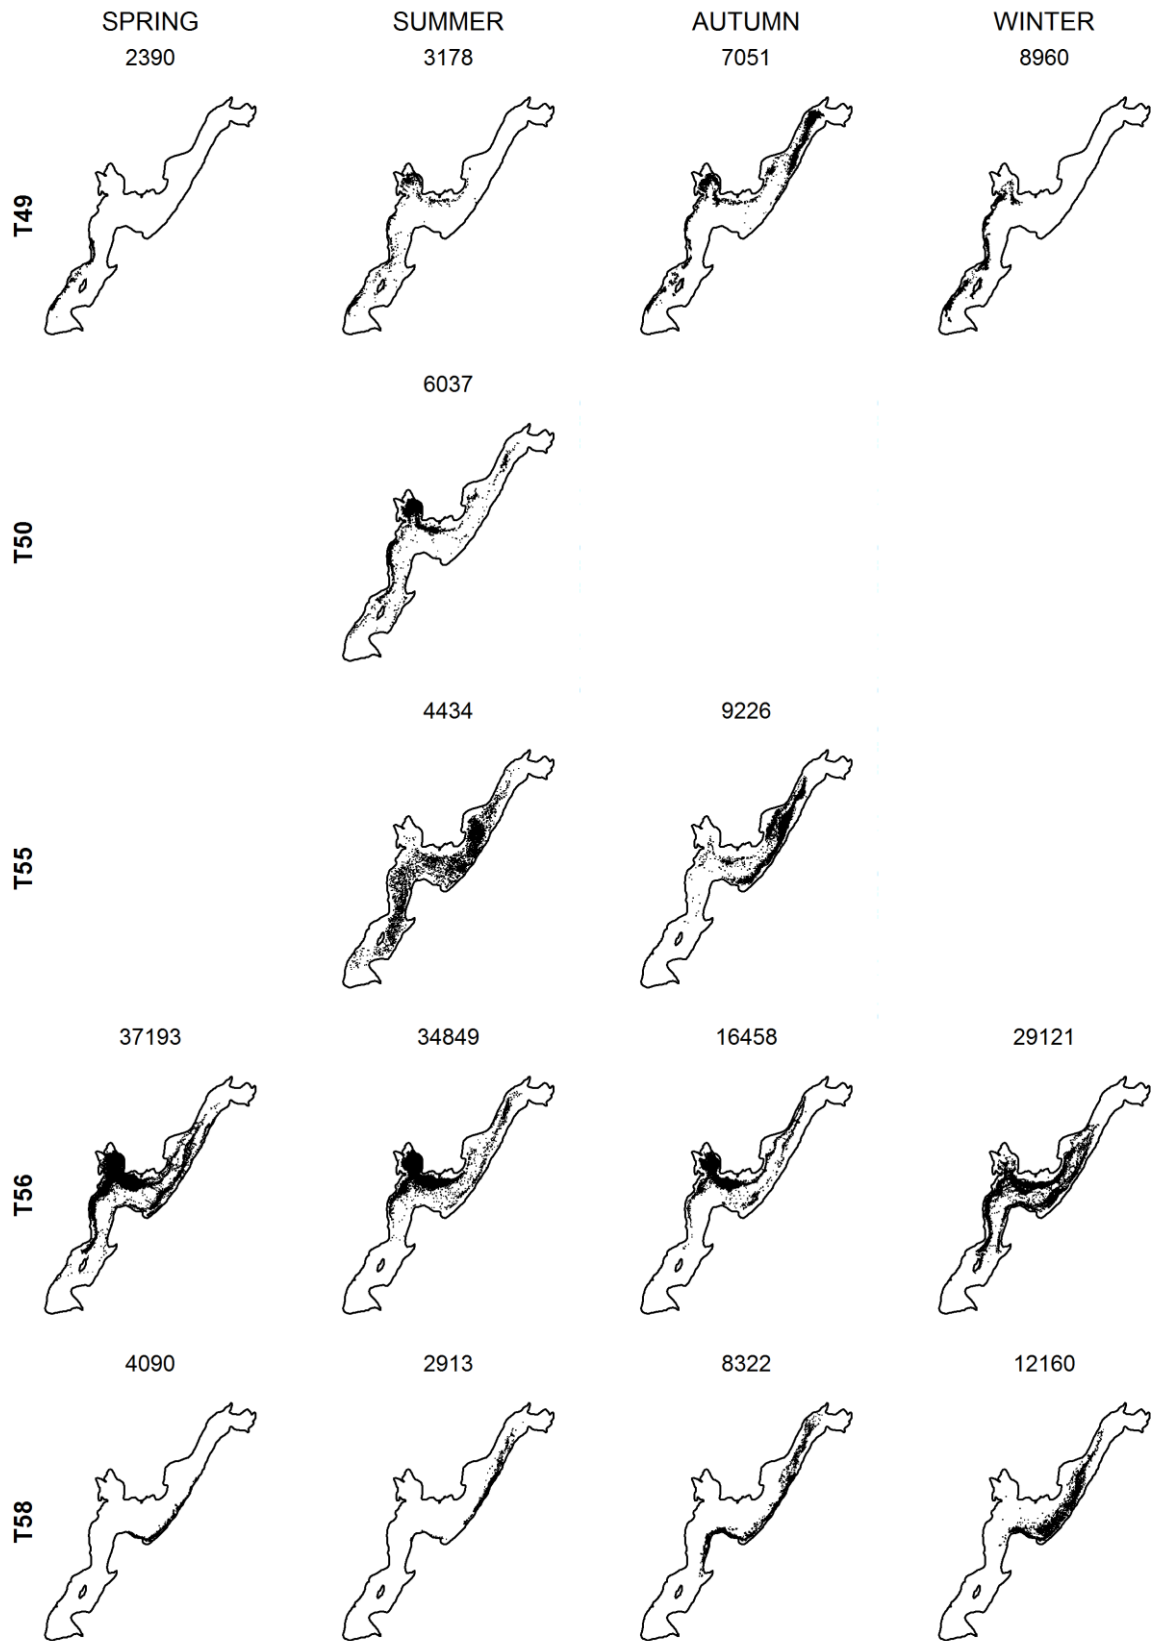 SPRING SUMMER AUTUMN WINTER
2390 3178 7051 8960
T49
6037
T50
4434 9226
T55
37193 34849 16458 29121
T56
4090 2913 8322 12160
T58